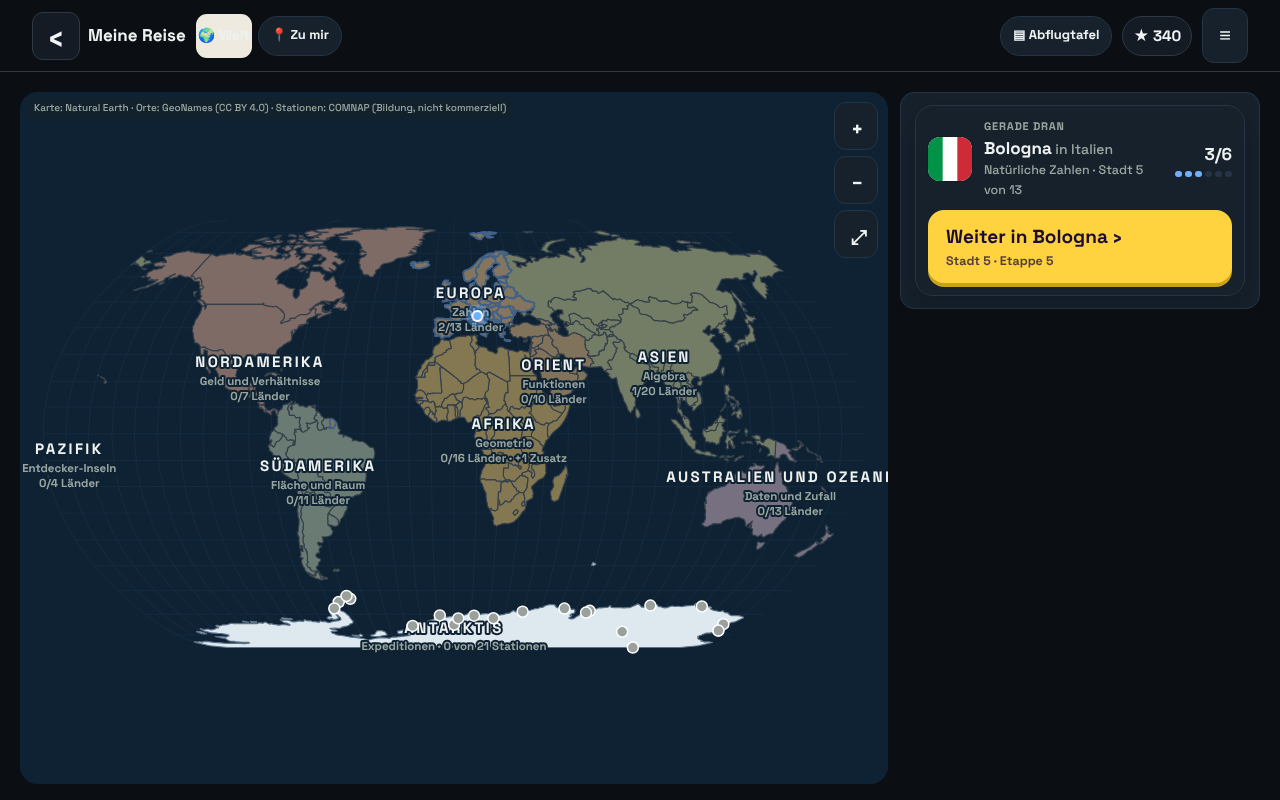 <
Meine Reise
🌍 Welt
📍 Zu mir
▤ Abflugtafel
★ 340
≡
Karte: Natural Earth · Orte: GeoNames (CC BY 4.0) · Stationen: COMNAP (Bildung, nicht kommerziell)
+
−
⤢
EUROPA
2/13 Länder
NORDAMERIKA
Geld und Verhältnisse
0/7 Länder
ORIENT
Funktionen
0/10 Länder
ASIEN
Algebra
1/20 Länder
AFRIKA
Geometrie
0/16 Länder · +1 Zusatz
PAZIFIK
Entdecker-Inseln
0/4 Länder
SÜDAMERIKA
Fläche und Raum
0/11 Länder
AUSTRALIEN UND OZEANI
Daten und Zufall
0/13 Länder
ANTARKTIS
Expeditionen · 0 von 21 Stationen
GERADE DRAN
Bologna in Italien
3/6
Natürliche Zahlen · Stadt 5
von 13
Weiter in Bologna >
Stadt 5 · Etappe 5